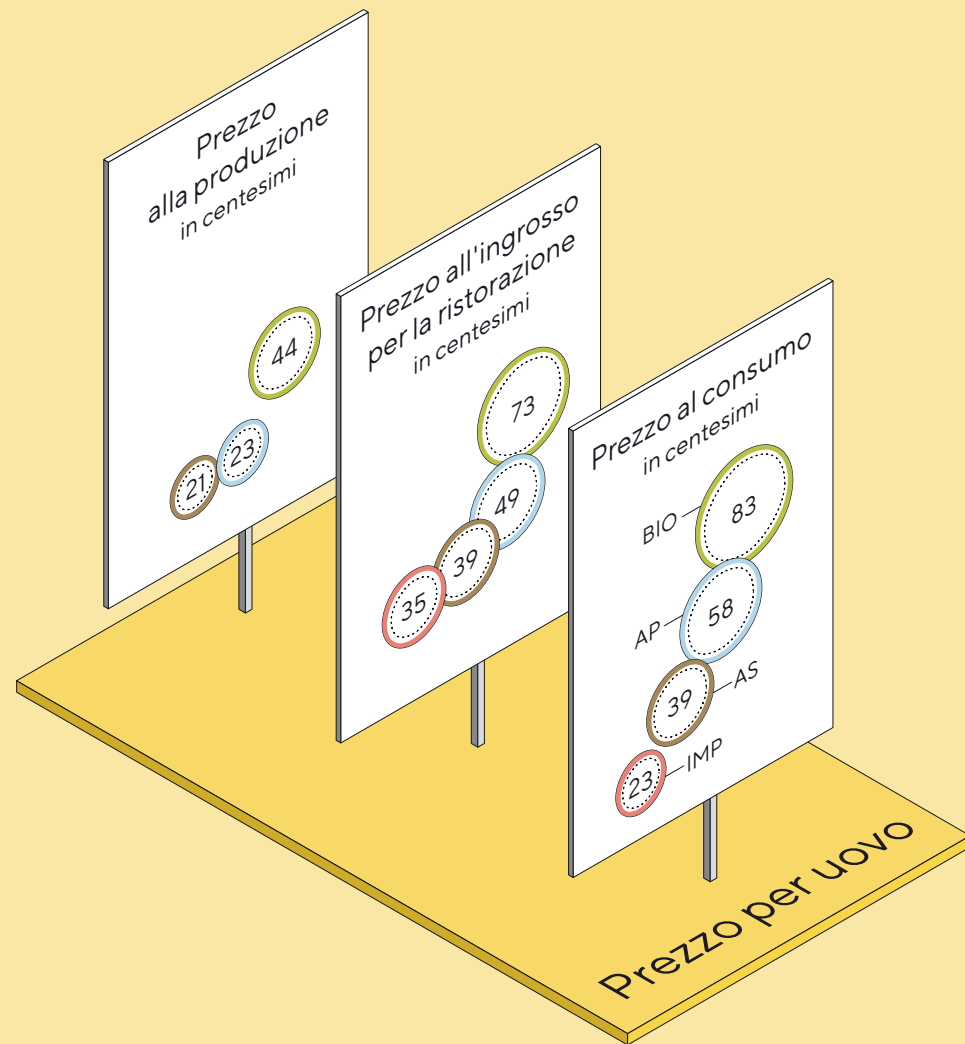 Prezzo
alla produzione
in centesimi
44
23
21
Prezzo all'ingrosso
per la ristorazione
in centesimi
73
49
39
35
Prezzo al consumo
in centesimi
BIO
83
AP
58
AS
39
IMP
23
Prezzo per uovo